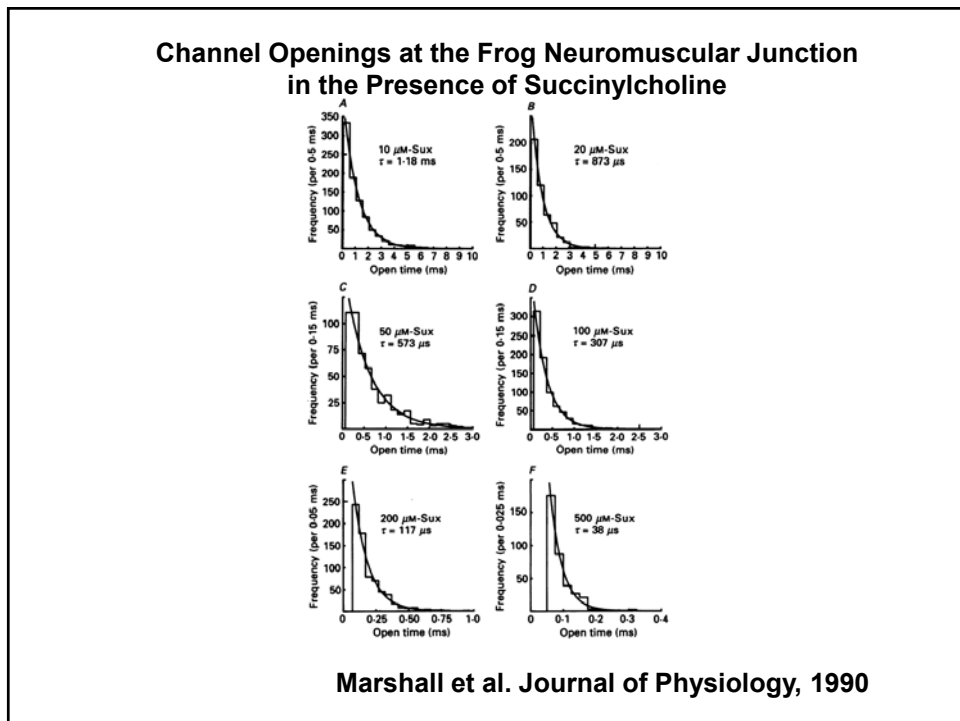 Channel Openings at the Frog Neuromuscular Junction
in the Presence of Succinylcholine
A
Frequency (per 0·5 ms)
350
300
250
200
150
100
50
10 μM-Sux
τ = 1·18 ms
0 1 2 3 4 5 6 7 8 9 10
Open time (ms)
B
Frequency (per 0·5 ms)
200
150
100
50
20 μM-Sux
τ = 873 μs
0 1 2 3 4 5 6 7 8 9 10
Open time (ms)
C
Frequency (per 0·15 ms)
100
75
50
25
50 μM-Sux
τ = 573 μs
0 0·5 1·0 1·5 2·0 2·5 3·0
Open time (ms)
D
Frequency (per 0·15 ms)
300
250
200
150
100
50
100 μM-Sux
τ = 307 μs
0 0·5 1·0 1·5 2·0 2·5 3·0
Open time (ms)
E
Frequency (per 0·05 ms)
250
200
150
100
50
200 μM-Sux
τ = 117 μs
0 0·25 0·50 0·75 1·0
Open time (ms)
F
Frequency (per 0·025 ms)
150
100
50
500 μM-Sux
τ = 38 μs
0 0·1 0·2 0·3 0·4
Open time (ms)
Marshall et al. Journal of Physiology, 1990